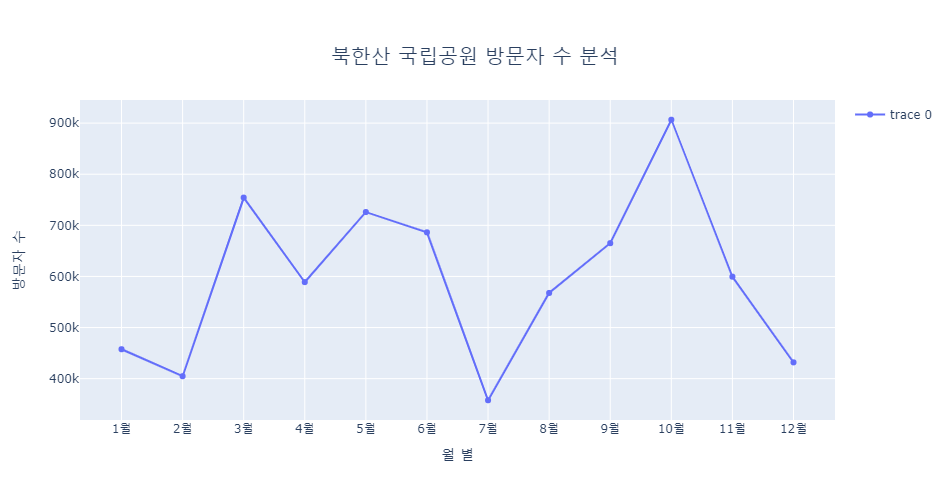 북한산 국립공원 방문자 수 분석
trace 0
방문자 수
900k
800k
700k
600k
500k
400k
1월 2월 3월 4월 5월 6월 7월 8월 9월 10월 11월 12월
월 별